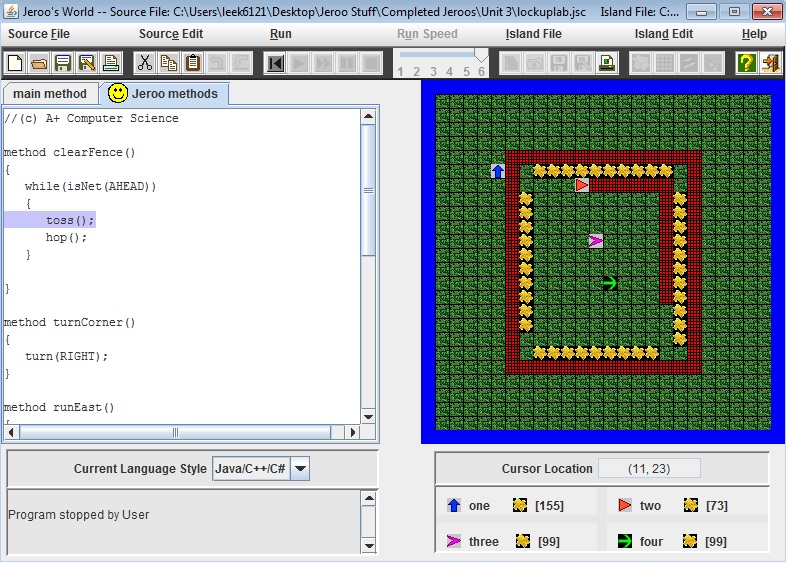 Jeroo's World -- Source File: C:\Users\leek6121\Desktop\Jeroo Stuff\Completed Jeroos\Unit 3\lockuplab.jsc Island File: C:...
Source File Source Edit Run Run Speed Island File Island Edit Help
1 2 3 4 5 6
main method Jeroo methods
//(c) A+ Computer Science
method clearFence()
{
while(isNet(AHEAD))
{
toss();
hop();
}
}
method turnCorner()
{
turn(RIGHT);
}
method runEast()
Current Language Style Java/C++/C#
Cursor Location (11, 23)
Program stopped by User
one [155] two [73]
three [99] four [99]